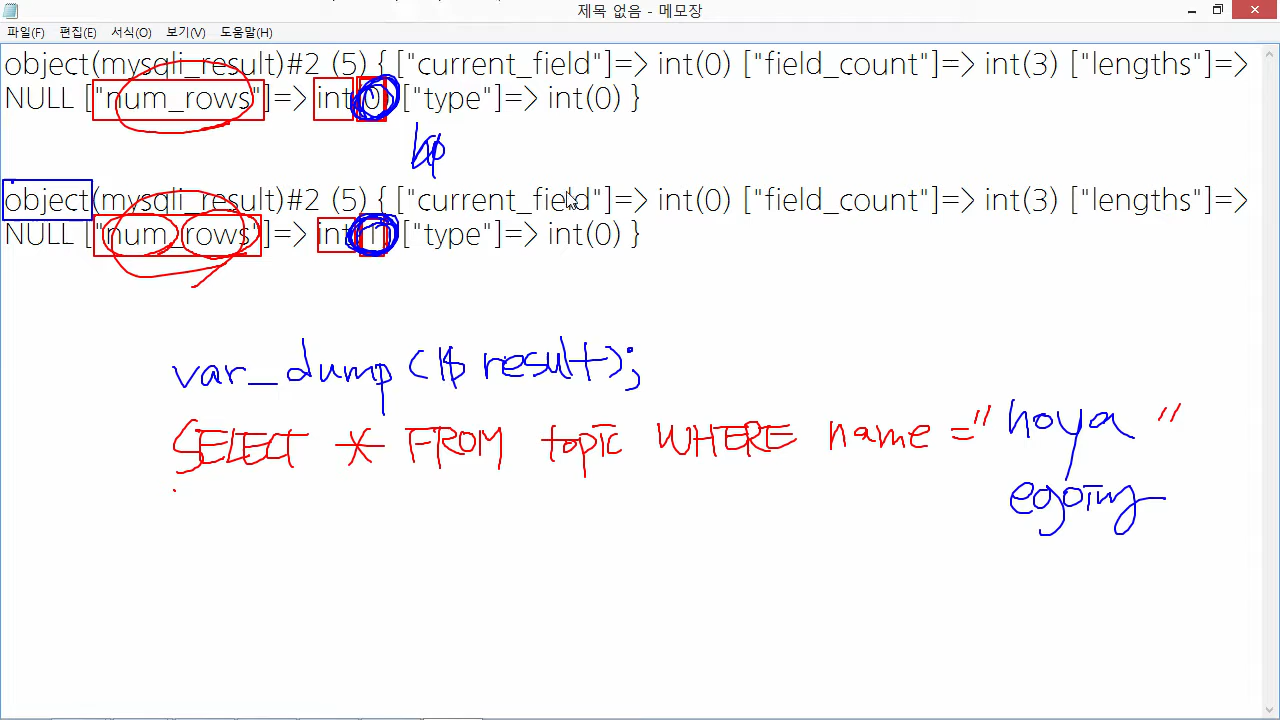 제목 없음 - 메모장
파일(F) 편집(E) 서식(O) 보기(V) 도움말(H)
object(mysqli_result)#2 (5) { ["current_field"]=> int(0) ["field_count"]=> int(3) ["lengths"]=>
NULL ["num_rows"]=> int(0) ["type"]=> int(0) }
object(mysqli_result)#2 (5) { ["current_field"]=> int(0) ["field_count"]=> int(3) ["lengths"]=>
NULL ["num_rows"]=> int(1) ["type"]=> int(0) }
var_dump($result);
SELECT * FROM topic WHERE name = "hoya"
egoing